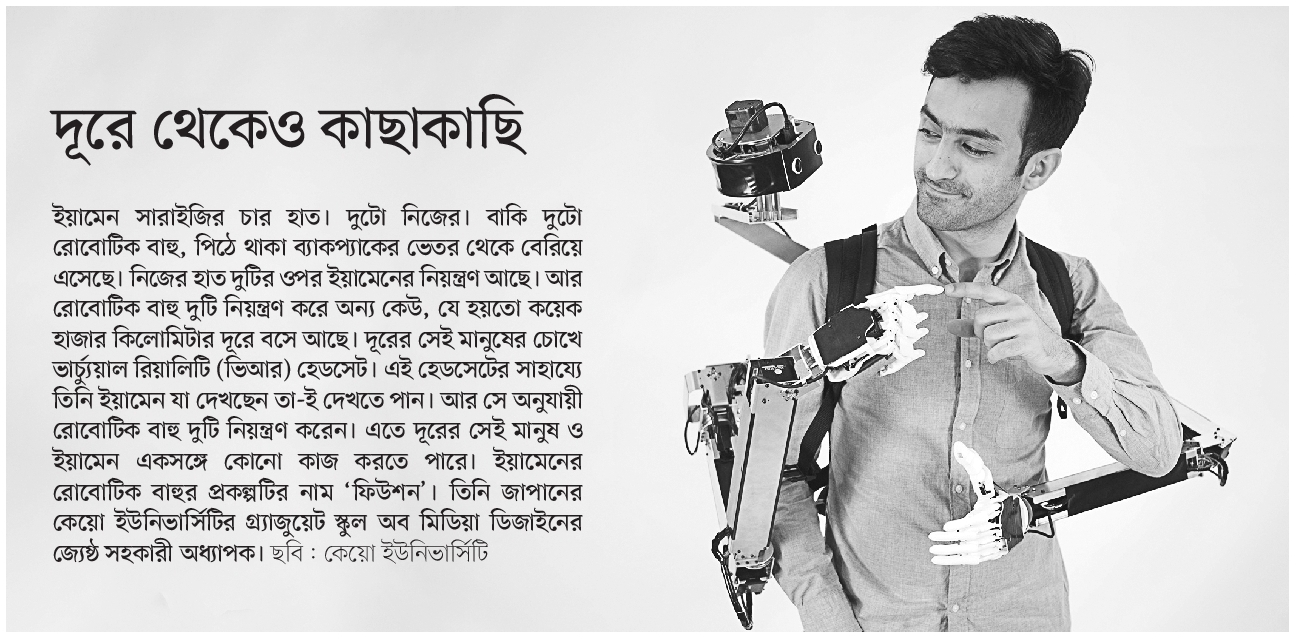 দূরে থেকেও কাছাকাছি
ইয়ামেন সারাইজির চার হাত। দুটো নিজের। বাকি দুটো
রোবোটিক বাহু, পিঠে থাকা ব্যাকপ্যাকের ভেতর থেকে বেরিয়ে
এসেছে। নিজের হাত দুটির ওপর ইয়ামেনের নিয়ন্ত্রণ আছে। আর
রোবোটিক বাহু দুটি নিয়ন্ত্রণ করে অন্য কেউ, যে হয়তো কয়েক
হাজার কিলোমিটার দূরে বসে আছে। দূরের সেই মানুষের চোখে
ভার্চ্যুয়াল রিয়ালিটি (ভিআর) হেডসেট। এই হেডসেটের সাহায্যে
তিনি ইয়ামেন যা দেখছেন তা-ই দেখতে পান। আর সে অনুযায়ী
রোবোটিক বাহু দুটি নিয়ন্ত্রণ করেন। এতে দূরের সেই মানুষ ও
ইয়ামেন একসঙ্গে কোনো কাজ করতে পারে। ইয়ামেনের
রোবোটিক বাহুর প্রকল্পটির নাম ‘ফিউশন’। তিনি জাপানের
কেয়ো ইউনিভার্সিটির গ্র্যাজুয়েট স্কুল অব মিডিয়া ডিজাইনের
জ্যেষ্ঠ সহকারী অধ্যাপক। ছবি : কেয়ো ইউনিভার্সিটি